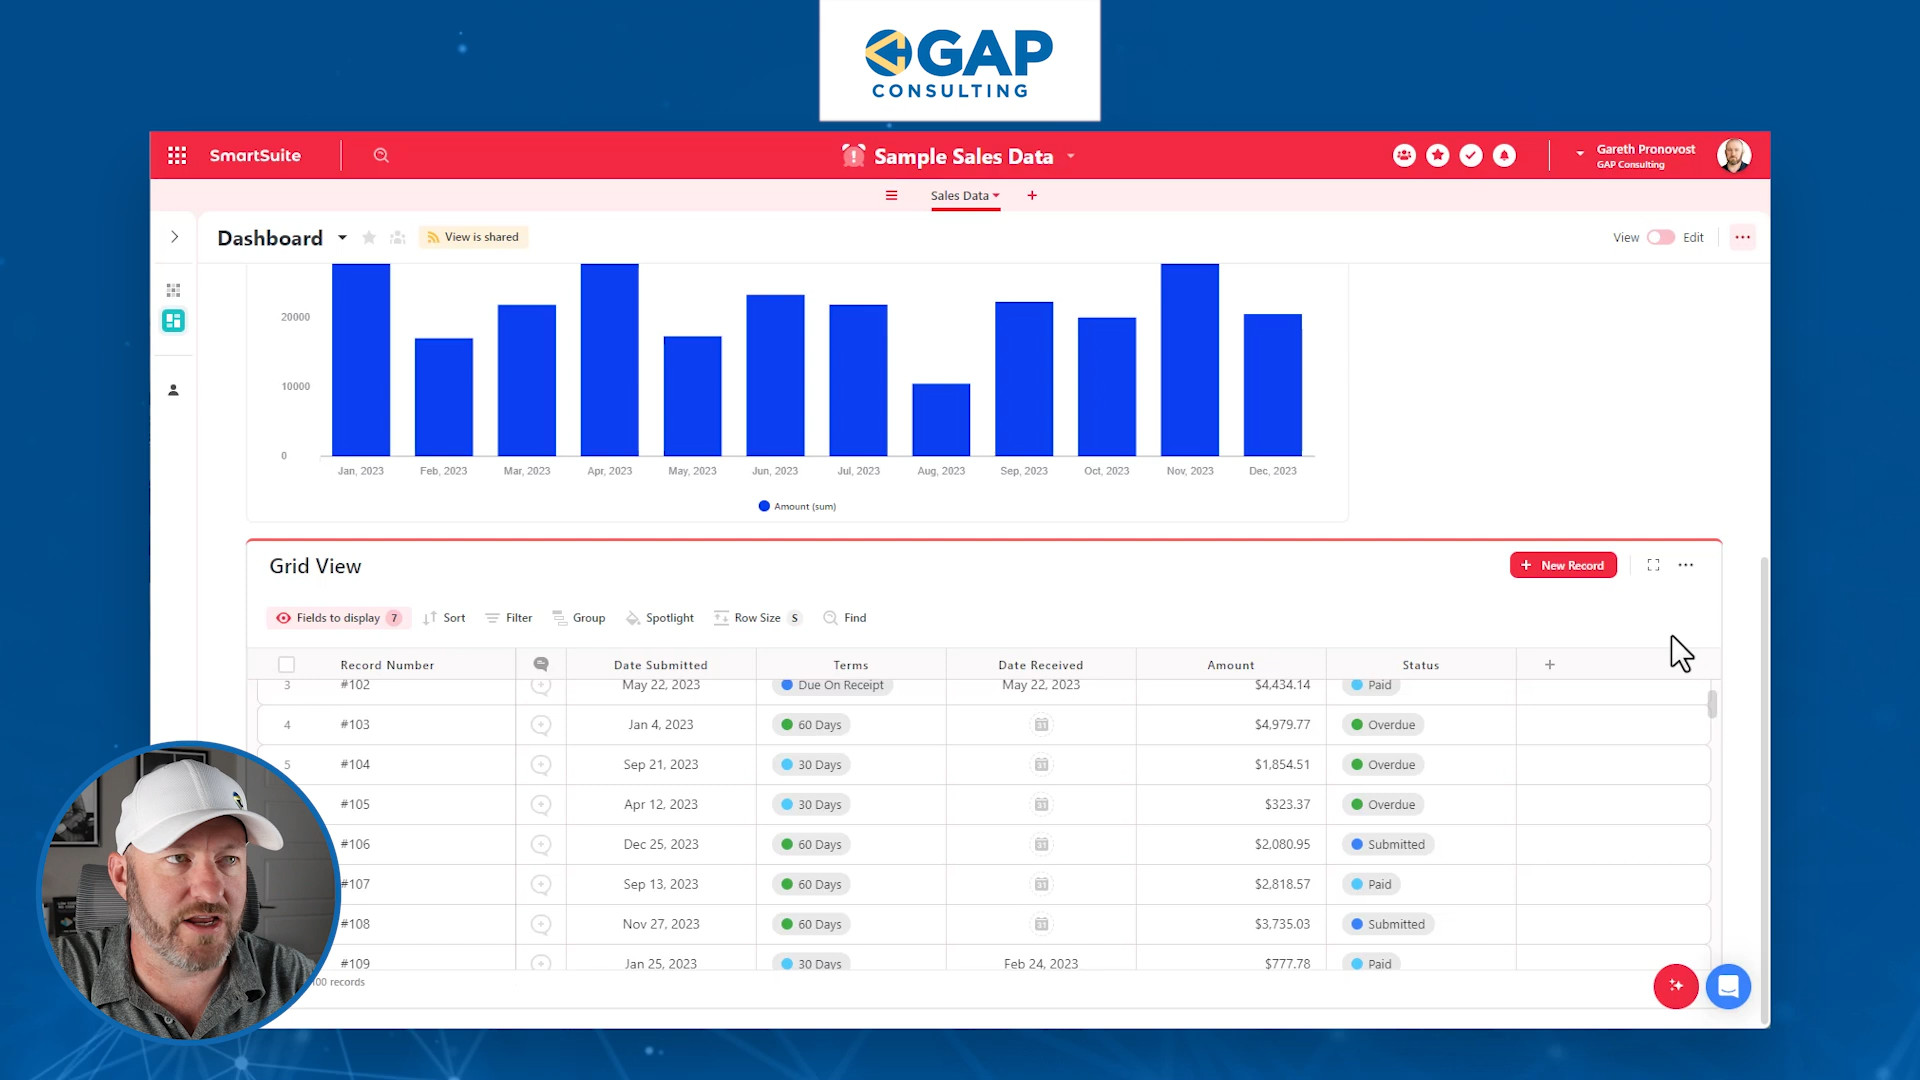 GAP
CONSULTING
SmartSuite
Sample Sales Data
Gareth Pronovost
GAP Consulting
Sales Data
Dashboard
View is shared
View Edit
20000
10000
0
Jan, 2023 Feb, 2023 Mar, 2023 Apr, 2023 May, 2023 Jun, 2023 Jul, 2023 Aug, 2023 Sep, 2023 Oct, 2023 Nov, 2023 Dec, 2023
Amount (sum)
Grid View
+ New Record
Fields to display 7 Sort Filter Group Spotlight Row Size S Find
Record Number Date Submitted Terms Date Received Amount Status +
3 #102 May 22, 2023 Due On Receipt May 22, 2023 $4,434.14 Paid
4 #103 Jan 4, 2023 60 Days 31 $4,979.77 Overdue
5 #104 Sep 21, 2023 30 Days 31 $1,854.51 Overdue
#105 Apr 12, 2023 30 Days 31 $323.37 Overdue
#106 Dec 25, 2023 60 Days 31 $2,080.95 Submitted
#107 Sep 13, 2023 60 Days 31 $2,818.57 Paid
#108 Nov 27, 2023 60 Days 31 $3,735.03 Submitted
#109 Jan 25, 2023 30 Days Feb 24, 2023 $777.78 Paid
100 records